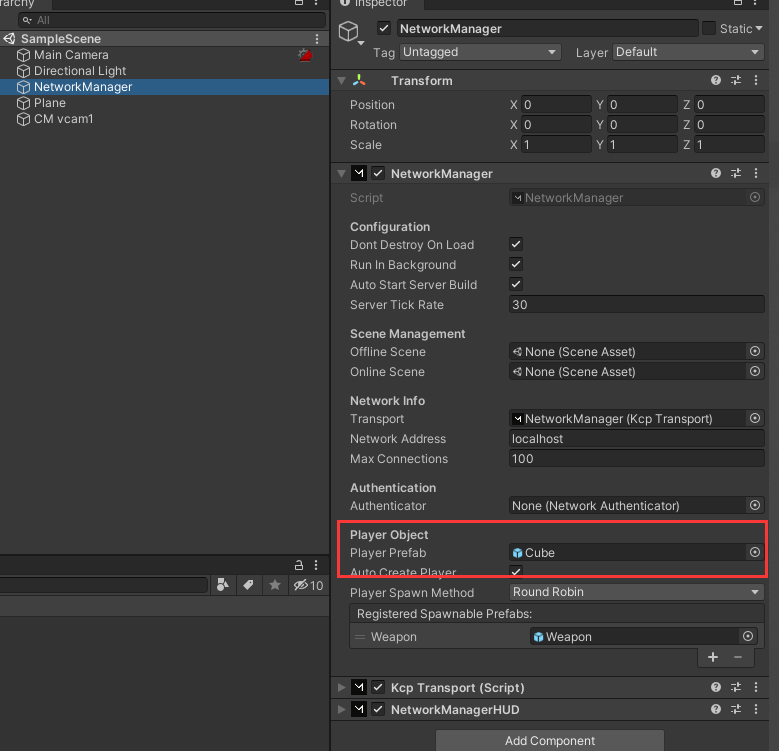 rarchy
All
SampleScene
Main Camera
Directional Light
NetworkManager
Plane
CM vcam1
10
Inspector
NetworkManager
Static
Tag Untagged
Layer Default
Transform
Position X 0 Y 0 Z 0
Rotation X 0 Y 0 Z 0
Scale X 1 Y 1 Z 1
NetworkManager
Script NetworkManager
Configuration
Dont Destroy On Load
Run In Background
Auto Start Server Build
Server Tick Rate 30
Scene Management
Offline Scene None (Scene Asset)
Online Scene None (Scene Asset)
Network Info
Transport NetworkManager (Kcp Transport)
Network Address localhost
Max Connections 100
Authenticator
Authenticator None (Network Authenticator)
Player Object
Player Prefab Cube
Auto Create Player
Player Spawn Method Round Robin
Registered Spawnable Prefabs:
Weapon Weapon
Kcp Transport (Script)
NetworkManagerHUD
Add Component